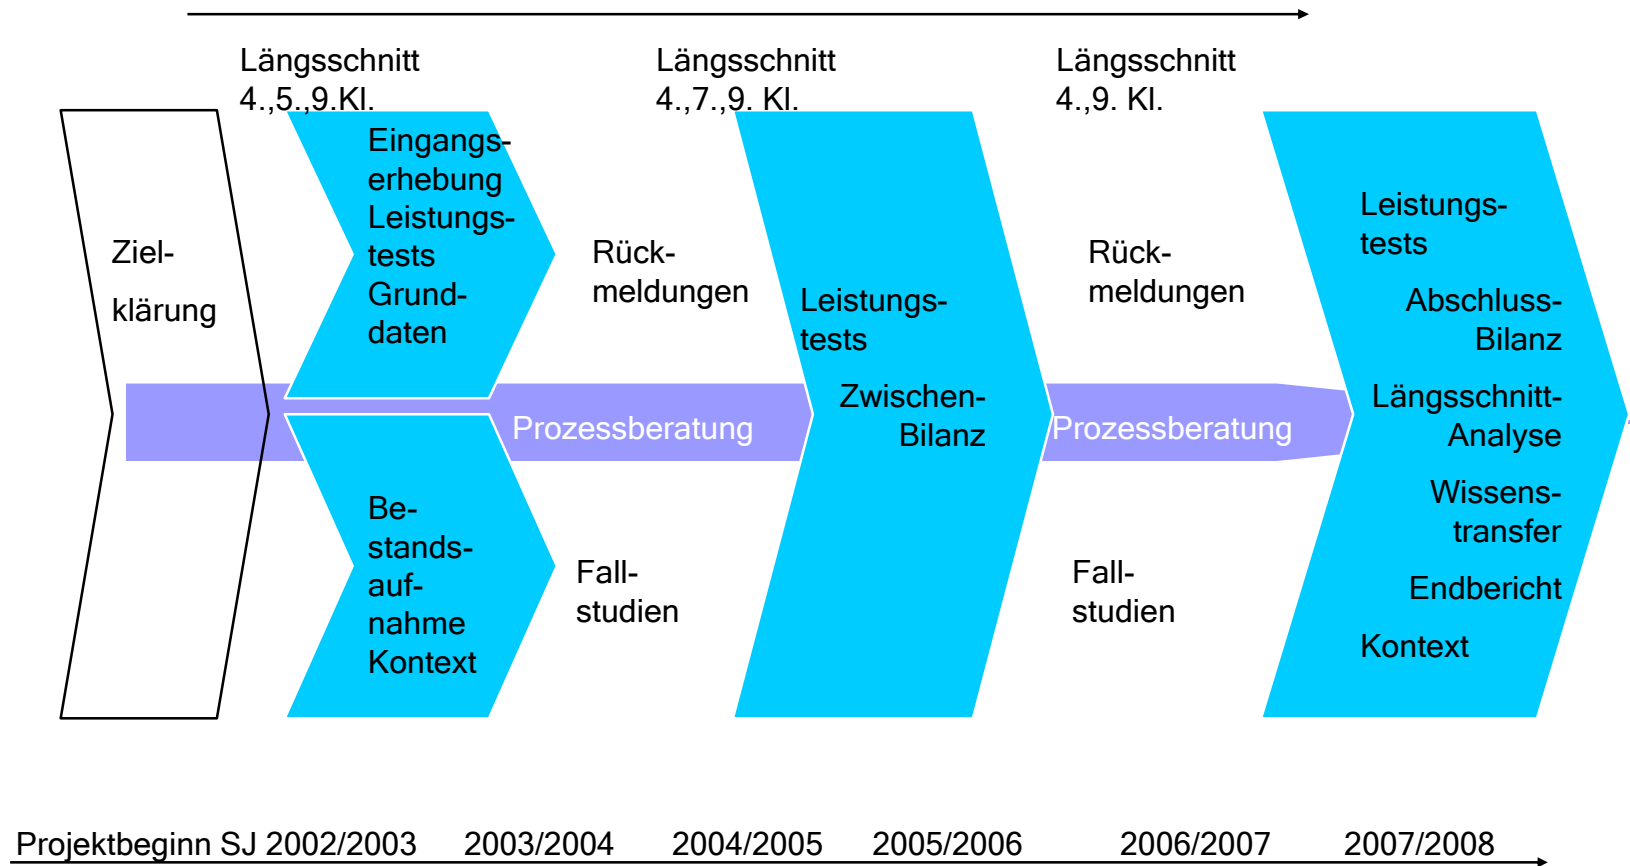 Längsschnitt
4.,5.,9.Kl.
Längsschnitt
4.,7.,9. Kl.
Längsschnitt
4.,9. Kl.
Ziel-
klärung
Eingangs-
erhebung
Leistungs-
tests
Grund-
daten
Rück-
meldungen
Leistungs-
tests
Zwischen-
Bilanz
Rück-
meldungen
Leistungs-
tests
Abschluss-
Bilanz
Längsschnitt-
Analyse
Wissens-
transfer
Endbericht
Kontext
Prozessberatung
Prozessberatung
Be-
stands-
auf-
nahme
Kontext
Fall-
studien
Fall-
studien
Projektbeginn SJ 2002/2003 2003/2004 2004/2005 2005/2006 2006/2007 2007/2008